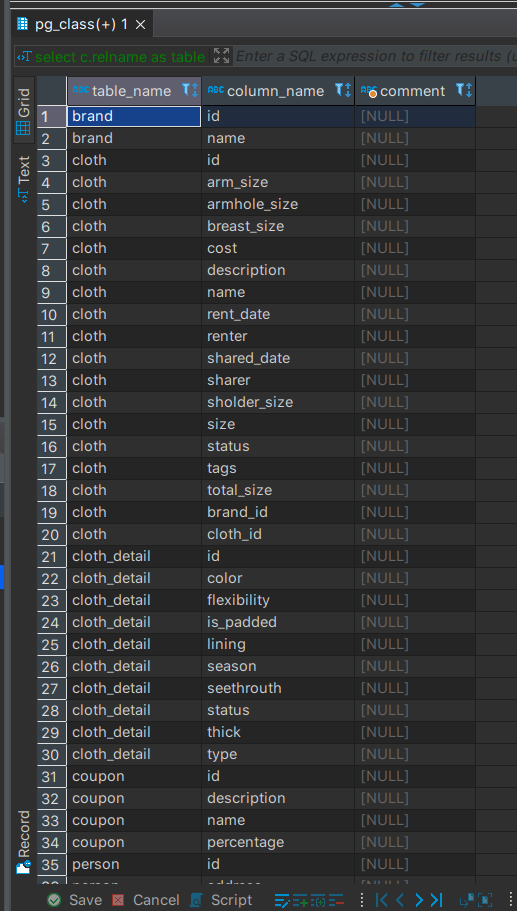 pg_class(+) 1
select c.relname as table
Enter a SQL expression to filter results (u
Grid
Text
Record
table_name column_name comment
1 brand id [NULL]
2 brand name [NULL]
3 cloth id [NULL]
4 cloth arm_size [NULL]
5 cloth armhole_size [NULL]
6 cloth breast_size [NULL]
7 cloth cost [NULL]
8 cloth description [NULL]
9 cloth name [NULL]
10 cloth rent_date [NULL]
11 cloth renter [NULL]
12 cloth shared_date [NULL]
13 cloth sharer [NULL]
14 cloth sholder_size [NULL]
15 cloth size [NULL]
16 cloth status [NULL]
17 cloth tags [NULL]
18 cloth total_size [NULL]
19 cloth brand_id [NULL]
20 cloth cloth_id [NULL]
21 cloth_detail id [NULL]
22 cloth_detail color [NULL]
23 cloth_detail flexibility [NULL]
24 cloth_detail is_padded [NULL]
25 cloth_detail lining [NULL]
26 cloth_detail season [NULL]
27 cloth_detail seethrouth [NULL]
28 cloth_detail status [NULL]
29 cloth_detail thick [NULL]
30 cloth_detail type [NULL]
31 coupon id [NULL]
32 coupon description [NULL]
33 coupon name [NULL]
34 coupon percentage [NULL]
35 person id [NULL]
Save Cancel Script